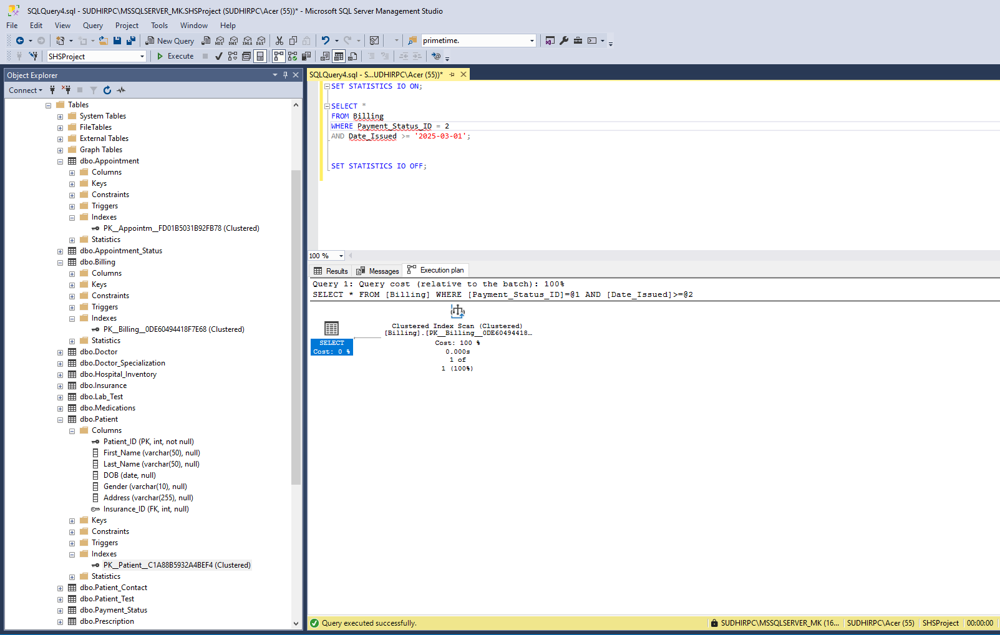 SQLQuery4.sql - SUDHIRPC\MSSQLSERVER_MK.SHSProject (SUDHIRPC\Acer (55))* - Microsoft SQL Server Management Studio
File Edit View Query Project Tools Window Help
New Query MDX DMX XMLA DAX primetime.
SHSProject Execute
Object Explorer
Connect
Tables
System Tables
FileTables
External Tables
Graph Tables
dbo.Appointment
Columns
Keys
Constraints
Triggers
Indexes
PK__Appointm__FD01B5031B92FB78 (Clustered)
Statistics
dbo.Appointment_Status
dbo.Billing
Columns
Keys
Constraints
Triggers
Indexes
PK__Billing__0DE60494418F7E68 (Clustered)
Statistics
dbo.Doctor
dbo.Doctor_Specialization
dbo.Hospital_Inventory
dbo.Insurance
dbo.Lab_Test
dbo.Medications
dbo.Patient
Columns
Patient_ID (PK, int, not null)
First_Name (varchar(50), null)
Last_Name (varchar(50), null)
DOB (date, null)
Gender (varchar(10), null)
Address (varchar(255), null)
Insurance_ID (FK, int, null)
Keys
Constraints
Triggers
Indexes
PK__Patient__C1A88B5932A4BEF4 (Clustered)
Statistics
dbo.Patient_Contact
dbo.Patient_Test
dbo.Payment_Status
dbo.Prescription
SQLQuery4.sql - S...UDHIRPC\Acer (55))*
SET STATISTICS IO ON;
SELECT *
FROM Billing
WHERE Payment_Status_ID = 2
AND Date_Issued >= '2025-03-01';
SET STATISTICS IO OFF;
100 %
Results Messages Execution plan
Query 1: Query cost (relative to the batch): 100%
SELECT * FROM [Billing] WHERE [Payment_Status_ID]=@1 AND [Date_Issued]>=@2
SELECT
Cost: 0 %
Clustered Index Scan (Clustered)
[Billing].[PK__Billing__0DE60494418…
Cost: 100 %
0.000s
1 of
1 (100%)
Query executed successfully.
SUDHIRPC\MSSQLSERVER_MK (16... SUDHIRPC\Acer (55) SHSProject 00:00:00